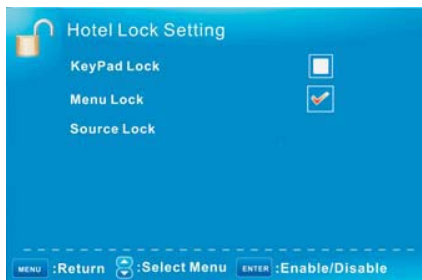 Hotel Lock Setting
KeyPad Lock
Menu Lock
Source Lock
MENU :Return :Select Menu ENTER :Enable/Disable